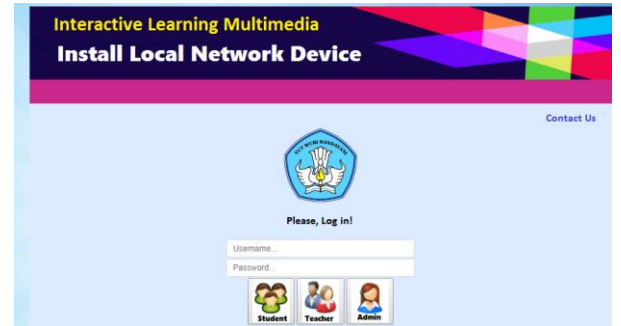 Interactive Learning Multimedia
Install Local Network Device
Contact Us
TUT WURI HANDAYANI
Please, Log in!
Username...
Password...
Student Teacher Admin